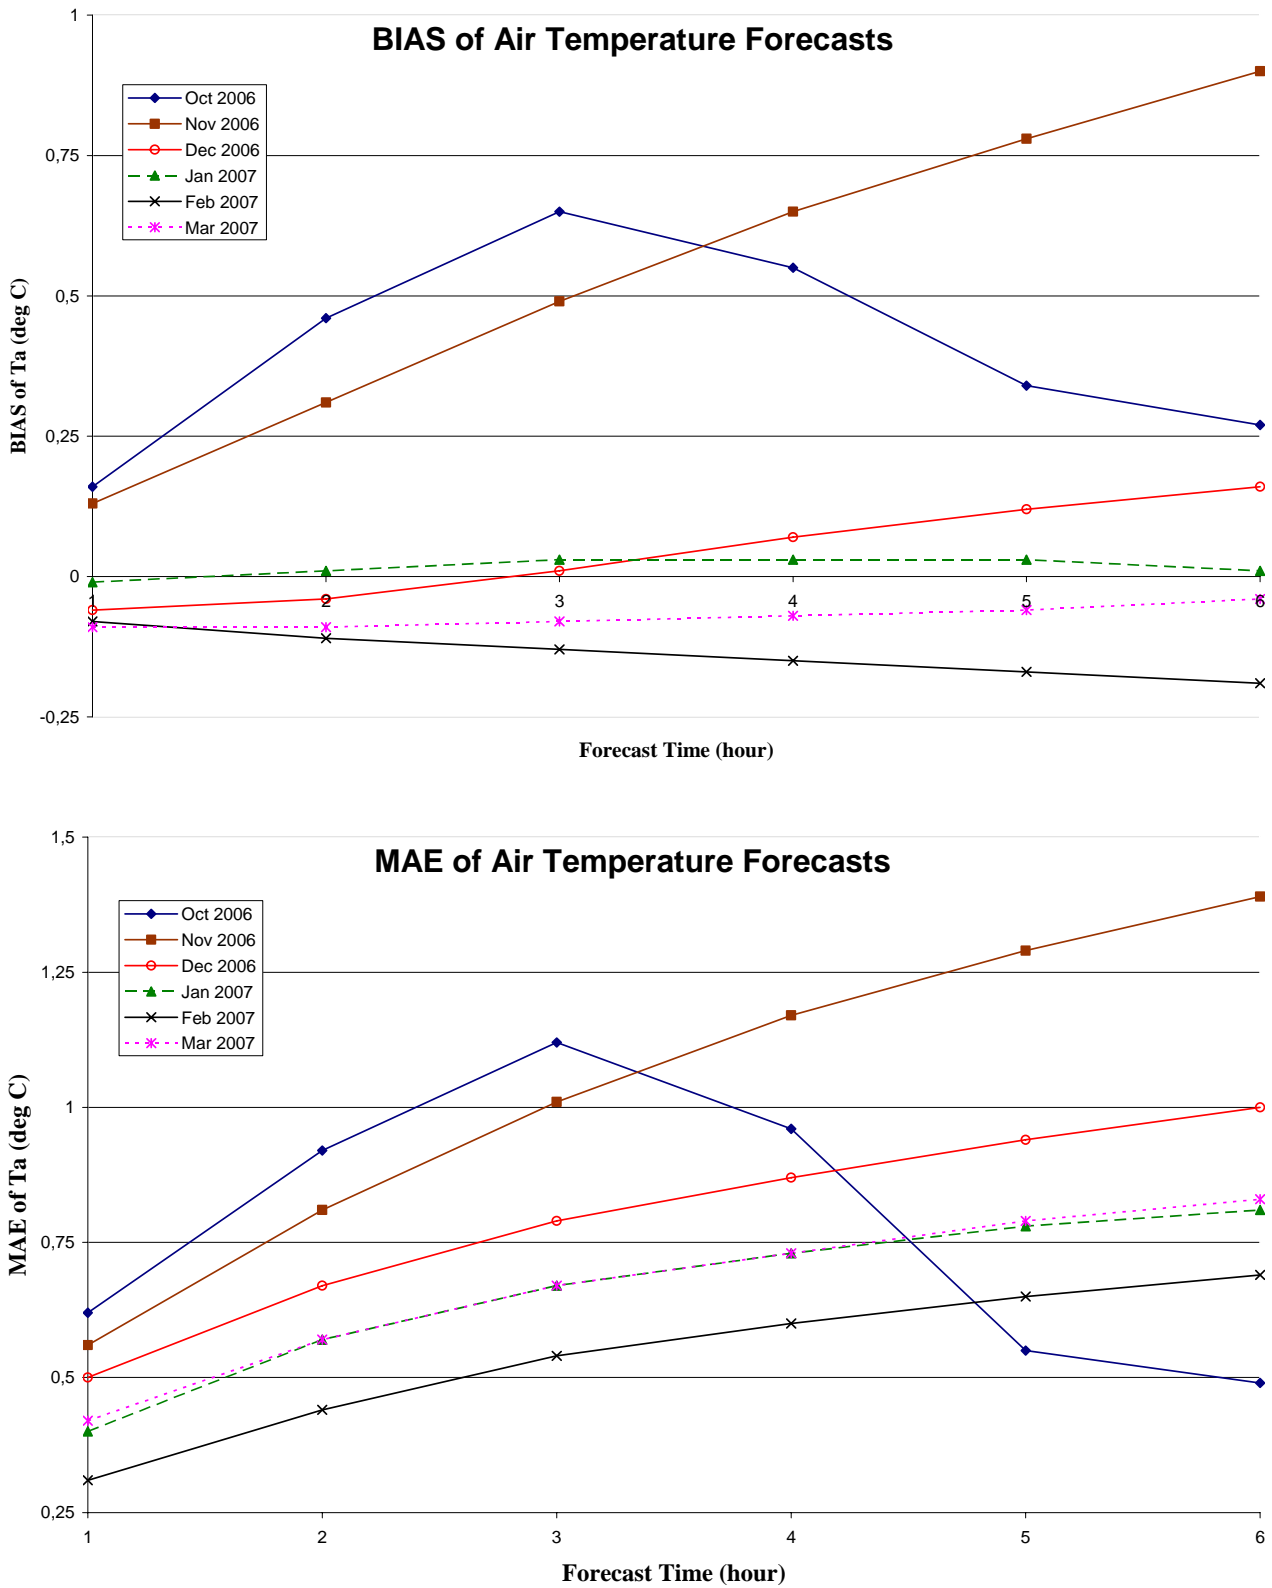 BIAS of Air Temperature Forecasts
1
0,75
0,5
0,25
0
-0,25
BIAS of Ta (deg C)
Oct 2006
Nov 2006
Dec 2006
Jan 2007
Feb 2007
Mar 2007
1 2 3 4 5 6
Forecast Time (hour)
MAE of Air Temperature Forecasts
1,5
1,25
1
0,75
0,5
0,25
MAE of Ta (deg C)
Oct 2006
Nov 2006
Dec 2006
Jan 2007
Feb 2007
Mar 2007
1 2 3 4 5 6
Forecast Time (hour)